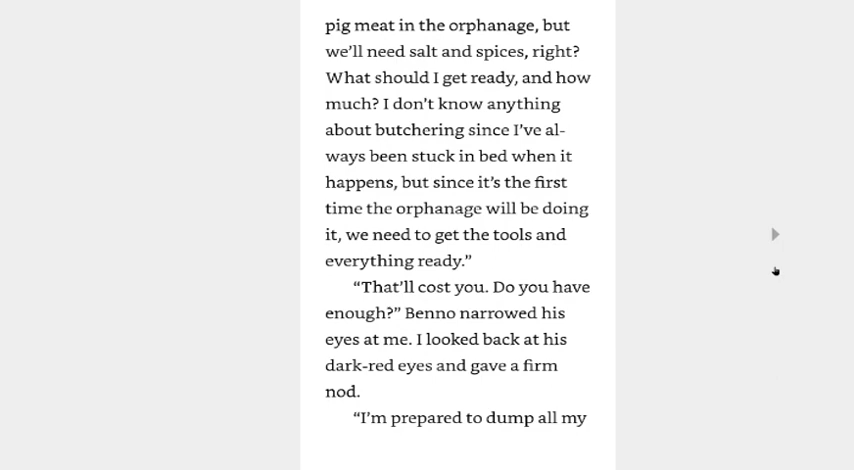 pig meat in the orphanage, but
we'll need salt and spices, right?
What should I get ready, and how
much? I don't know anything
about butchering since I've al-
ways been stuck in bed when it
happens, but since it's the first
time the orphanage will be doing
it, we need to get the tools and
everything ready.”
“That'll cost you. Do you have
enough?” Benno narrowed his
eyes at me. I looked back at his
dark-red eyes and gave a firm
nod.
“I'm prepared to dump all my